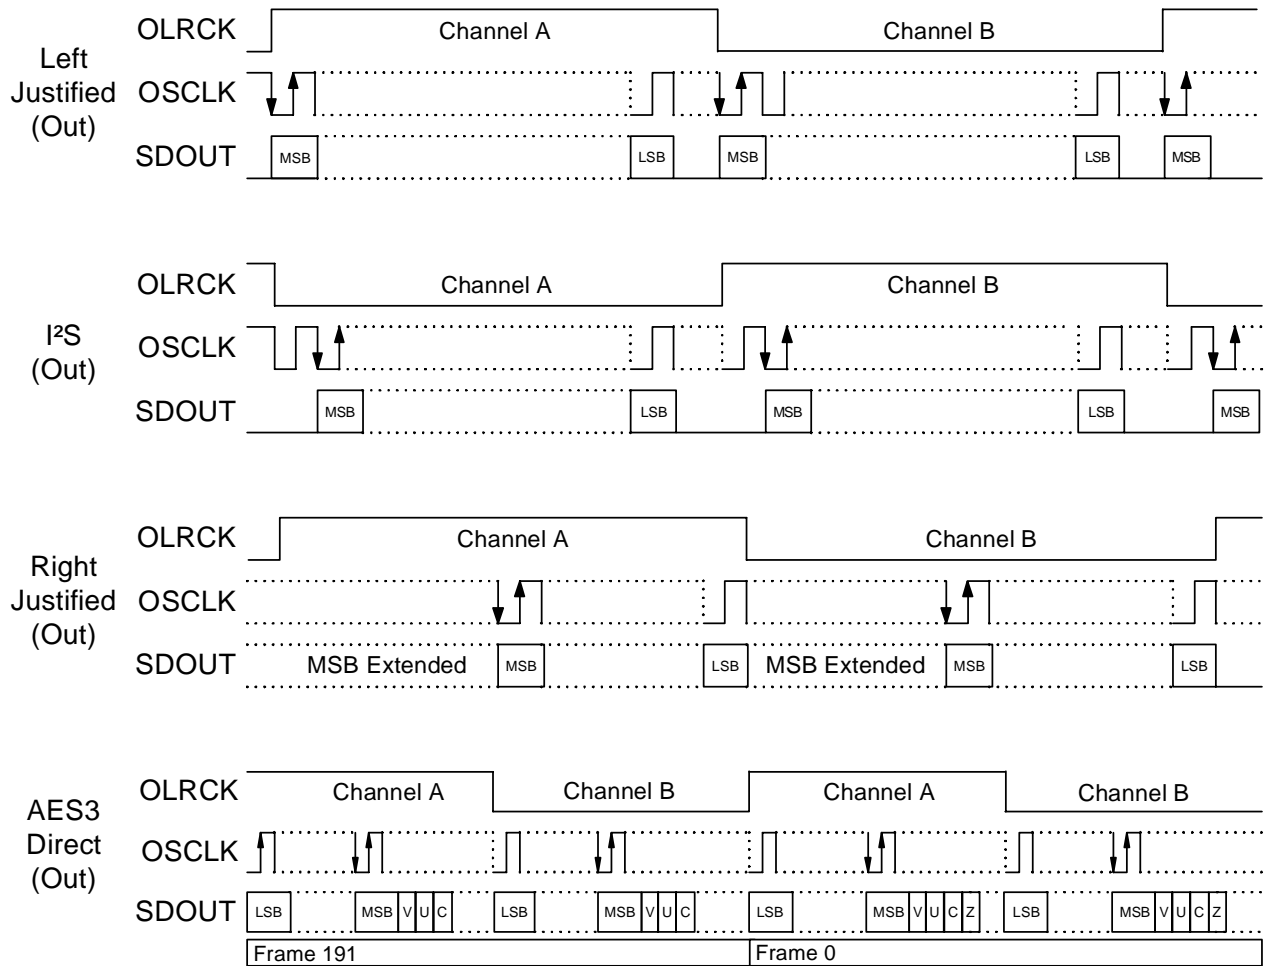 Left Justified (Out)
OLRCK Channel A Channel B
OSCLK
SDOUT MSB LSB MSB LSB MSB
I²S (Out)
OLRCK Channel A Channel B
OSCLK
SDOUT MSB LSB MSB LSB MSB
Right Justified (Out)
OLRCK Channel A Channel B
OSCLK
SDOUT MSB Extended MSB LSB MSB Extended MSB LSB
AES3 Direct (Out)
OLRCK Channel A Channel B Channel A Channel B
OSCLK
SDOUT LSB MSB V U C LSB MSB V U C LSB MSB V U C Z LSB MSB V U C Z
Frame 191 Frame 0